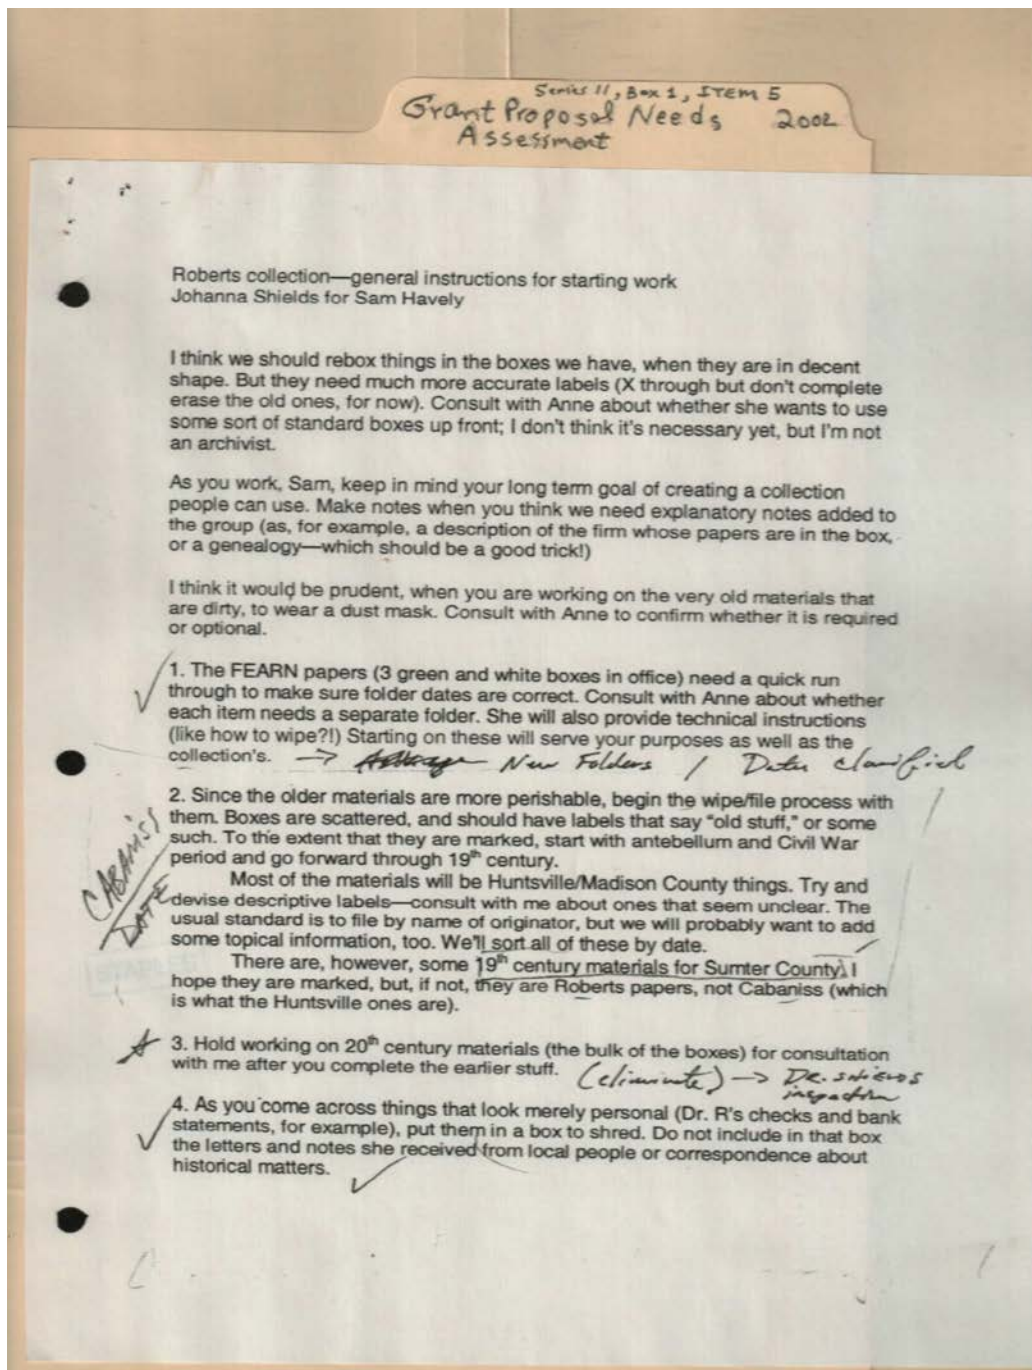 Series 11, Box 1, ITEM 5
Grant Proposal Needs 2002
Assessment
Roberts collection—general instructions for starting work
Johanna Shields for Sam Havely
I think we should rebox things in the boxes we have, when they are in decent
shape. But they need much more accurate labels (X through but don't complete
erase the old ones, for now). Consult with Anne about whether she wants to use
some sort of standard boxes up front; I don't think it's necessary yet, but I'm not
an archivist.
As you work, Sam, keep in mind your long term goal of creating a collection
people can use. Make notes when you think we need explanatory notes added to
the group (as, for example, a description of the firm whose papers are in the box,
or a genealogy—which should be a good trick!)
I think it would be prudent, when you are working on the very old materials that
are dirty, to wear a dust mask. Consult with Anne to confirm whether it is required
or optional.
1. The FEARN papers (3 green and white boxes in office) need a quick run
through to make sure folder dates are correct. Consult with Anne about whether
each item needs a separate folder. She will also provide technical instructions
(like how to wipe?!) Starting on these will serve your purposes as well as the
collection's. → New Folders / Dates clarified
2. Since the older materials are more perishable, begin the wipe/file process with
them. Boxes are scattered, and should have labels that say "old stuff," or some
such. To the extent that they are marked, start with antebellum and Civil War
period and go forward through 19th century.
CABANISS
DATE
Most of the materials will be Huntsville/Madison County things. Try and
devise descriptive labels—consult with me about ones that seem unclear. The
usual standard is to file by name of originator, but we will probably want to add
some topical information, too. We'll sort all of these by date.
There are, however, some 19th century materials for Sumter County. I
hope they are marked, but, if not, they are Roberts papers, not Cabaniss (which
is what the Huntsville ones are).
3. Hold working on 20th century materials (the bulk of the boxes) for consultation
with me after you complete the earlier stuff. (eliminate) → Dr. SHIELDS
inspection
4. As you come across things that look merely personal (Dr. R's checks and bank
statements, for example), put them in a box to shred. Do not include in that box
the letters and notes she received from local people or correspondence about
historical matters.